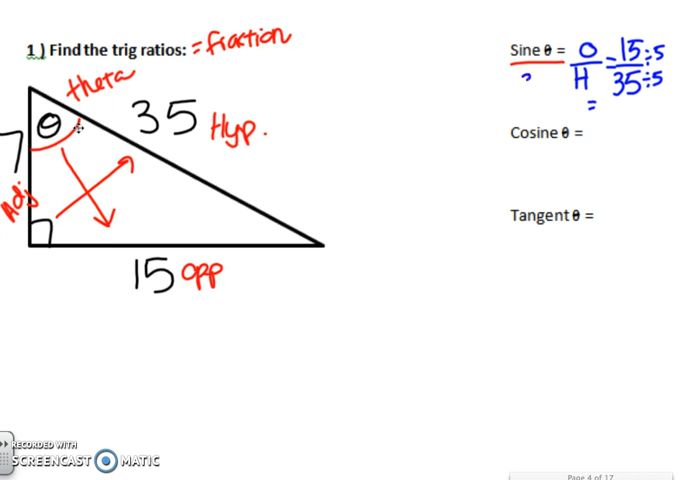 1.) Find the trig ratios: = fraction
theta
θ
35 Hyp.
7
Adj
15 opp
Sine θ = O/H = 15÷5/35÷5
=
Cosine θ =
Tangent θ =
RECORDED WITH
SCREENCAST MATIC
Page 4 of 17